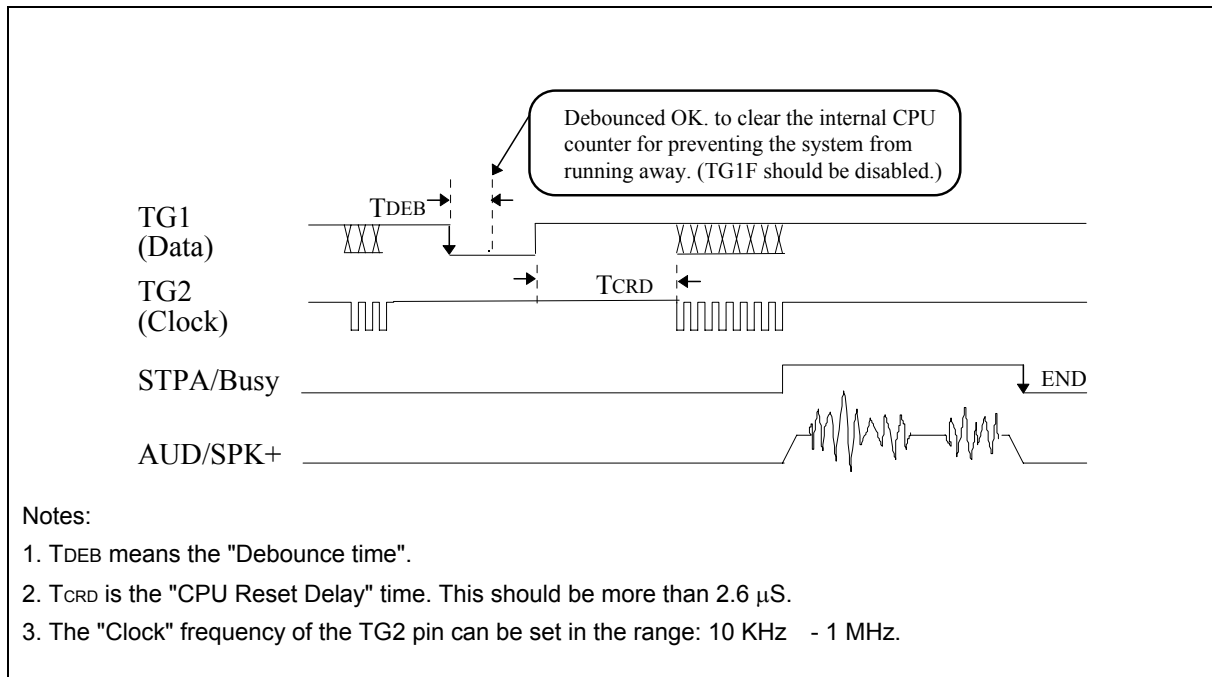 Debounced OK. to clear the internal CPU
counter for preventing the system from
running away. (TG1F should be disabled.)
TDEB
TG1
(Data)
TCRD
TG2
(Clock)
STPA/Busy
END
AUD/SPK+
Notes:
1. TDEB means the "Debounce time".
2. TCRD is the "CPU Reset Delay" time. This should be more than 2.6 μS.
3. The "Clock" frequency of the TG2 pin can be set in the range: 10 KHz - 1 MHz.